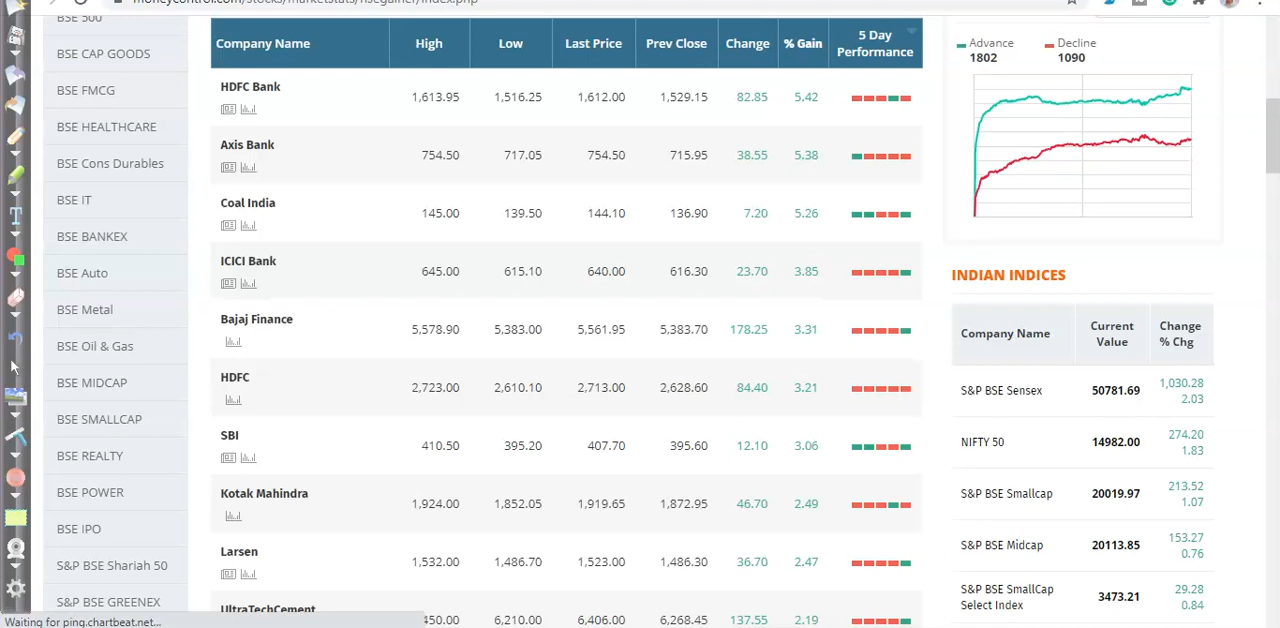 moneycontrol.com/stocks/marketstats/nsegainer/index.php
BSE 500
BSE CAP GOODS
BSE FMCG
BSE HEALTHCARE
BSE Cons Durables
BSE IT
BSE BANKEX
BSE Auto
BSE Metal
BSE Oil & Gas
BSE MIDCAP
BSE SMALLCAP
BSE REALTY
BSE POWER
BSE IPO
S&P BSE Shariah 50
S&P BSE GREENEX
Company Name High Low Last Price Prev Close Change % Gain 5 Day Performance
HDFC Bank 1,613.95 1,516.25 1,612.00 1,529.15 82.85 5.42
Axis Bank 754.50 717.05 754.50 715.95 38.55 5.38
Coal India 145.00 139.50 144.10 136.90 7.20 5.26
ICICI Bank 645.00 615.10 640.00 616.30 23.70 3.85
Bajaj Finance 5,578.90 5,383.00 5,561.95 5,383.70 178.25 3.31
HDFC 2,723.00 2,610.10 2,713.00 2,628.60 84.40 3.21
SBI 410.50 395.20 407.70 395.60 12.10 3.06
Kotak Mahindra 1,924.00 1,852.05 1,919.65 1,872.95 46.70 2.49
Larsen 1,532.00 1,486.70 1,523.00 1,486.30 36.70 2.47
UltraTechCement 450.00 6,210.00 6,406.00 6,268.45 137.55 2.19
Advance Decline
1802 1090
INDIAN INDICES
Company Name Current Value Change % Chg
S&P BSE Sensex 50781.69 1,030.28 2.03
NIFTY 50 14982.00 274.20 1.83
S&P BSE Smallcap 20019.97 213.52 1.07
S&P BSE Midcap 20113.85 153.27 0.76
S&P BSE SmallCap Select Index 3473.21 29.28 0.84
Waiting for ping.chartbeat.net...